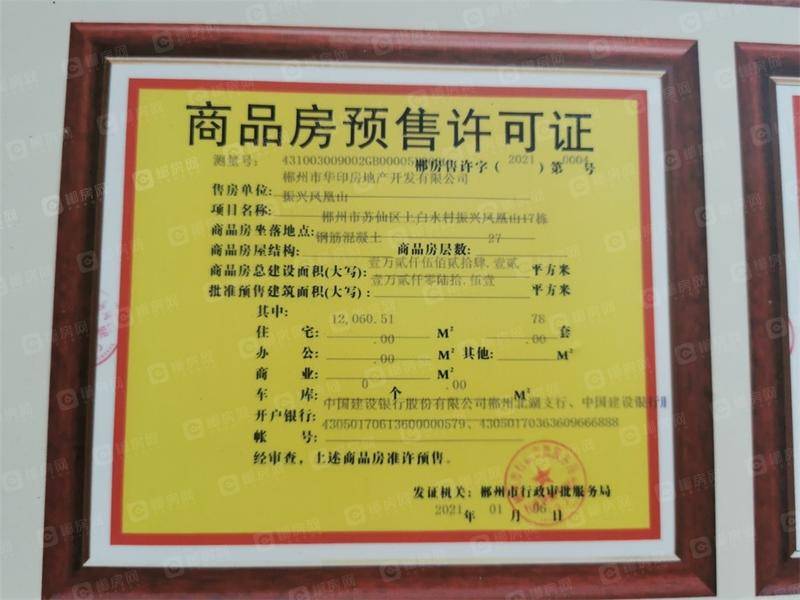 商品房预售许可证
测量号: 431003009002GB00005 郴房售许字( 2021 )第 0004 号
售房单位: 郴州市华印房地产开发有限公司
项目名称: 振兴凤凰山
商品房坐落地点: 郴州市苏仙区上白水村振兴凤凰山17栋
商品房屋结构: 钢筋混凝土 商品房层数: 27
商品房总建设面积(大写): 壹万贰仟伍佰贰拾肆.壹贰 平方米
批准预售建筑面积(大写): 壹万贰仟零陆拾.伍壹 平方米
其中:
住 宅: 12,060.51 M² 78 套
办 公: .00 M² 其他: .00 M²
商 业: .00 M²
车 库: 0 个 .00 M²
开户银行: 中国建设银行股份有限公司郴州北湖支行、中国建设银行
帐 号: 43050170613600000579、43050170363609666888
经审查,上述商品房准许预售。
发证机关: 郴州市行政审批服务局
2021 年 01 月 06 日
郴房网